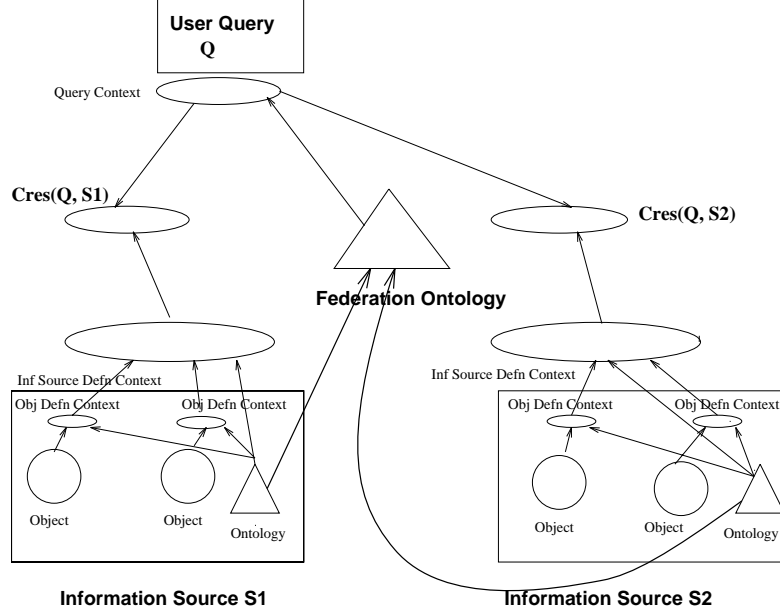 User Query
Q
Query Context
Cres(Q, S1)
Cres(Q, S2)
Federation Ontology
Inf Source Defn Context
Inf Source Defn Context
Obj Defn Context
Obj Defn Context
Obj Defn Context
Obj Defn Context
Object
Object
Ontology
Object
Object
Ontology
Information Source S1
Information Source S2